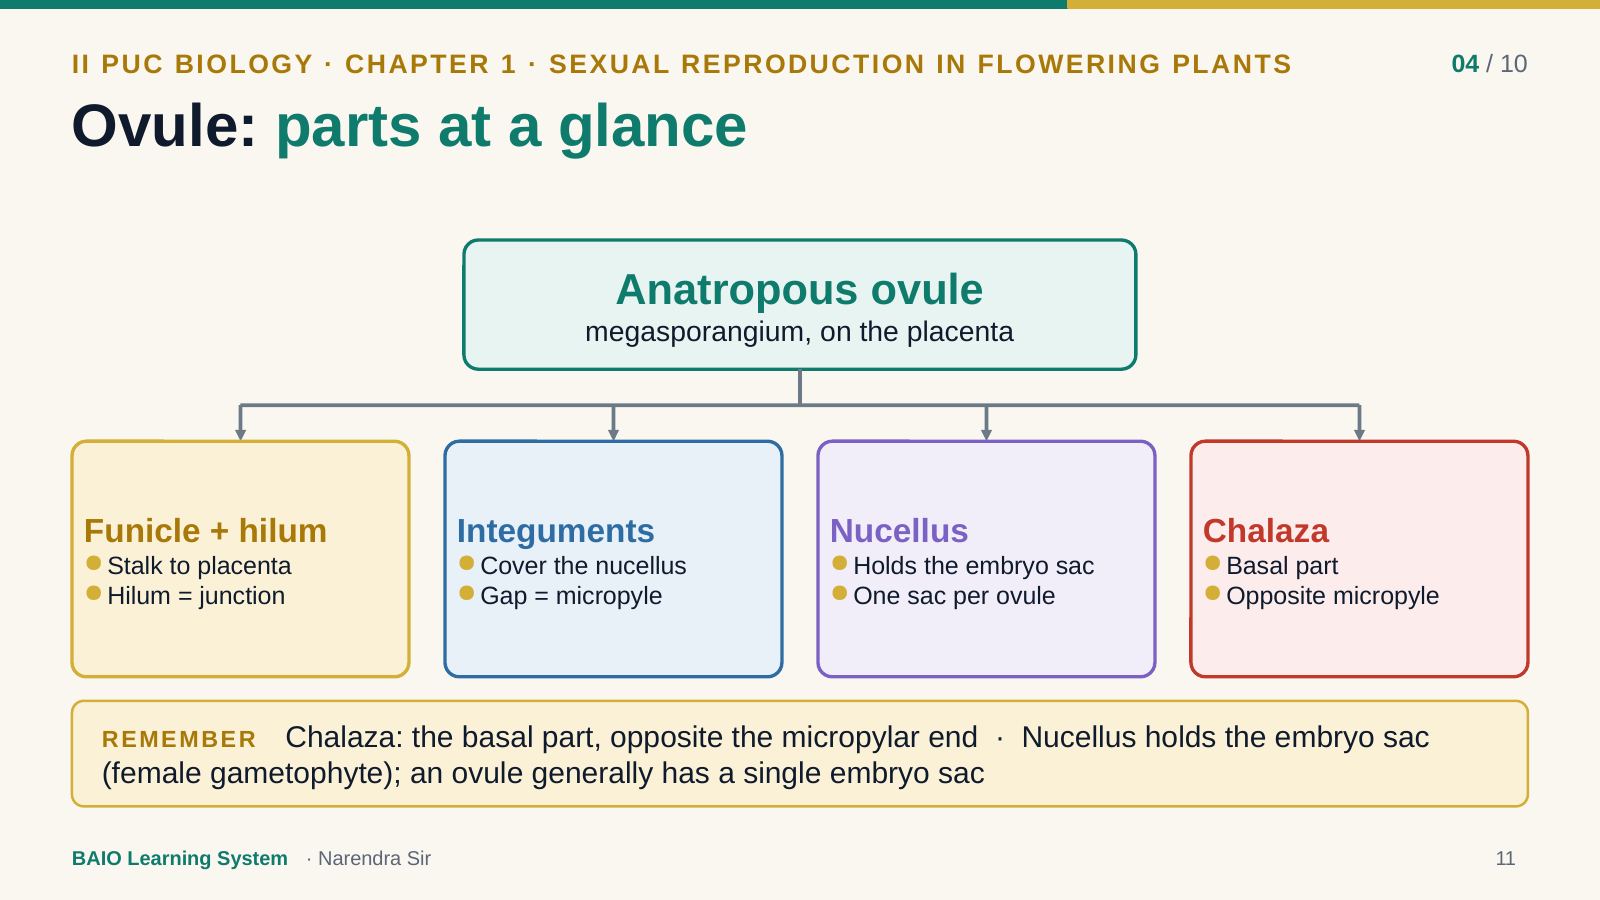 II PUC BIOLOGY · CHAPTER 1 · SEXUAL REPRODUCTION IN FLOWERING PLANTS
04 / 10
Ovule: parts at a glance
Anatropous ovule
megasporangium, on the placenta
Funicle + hilum
Stalk to placenta
Hilum = junction
Integuments
Cover the nucellus
Gap = micropyle
Nucellus
Holds the embryo sac
One sac per ovule
Chalaza
Basal part
Opposite micropyle
REMEMBER Chalaza: the basal part, opposite the micropylar end · Nucellus holds the embryo sac
(female gametophyte); an ovule generally has a single embryo sac
BAIO Learning System · Narendra Sir
11